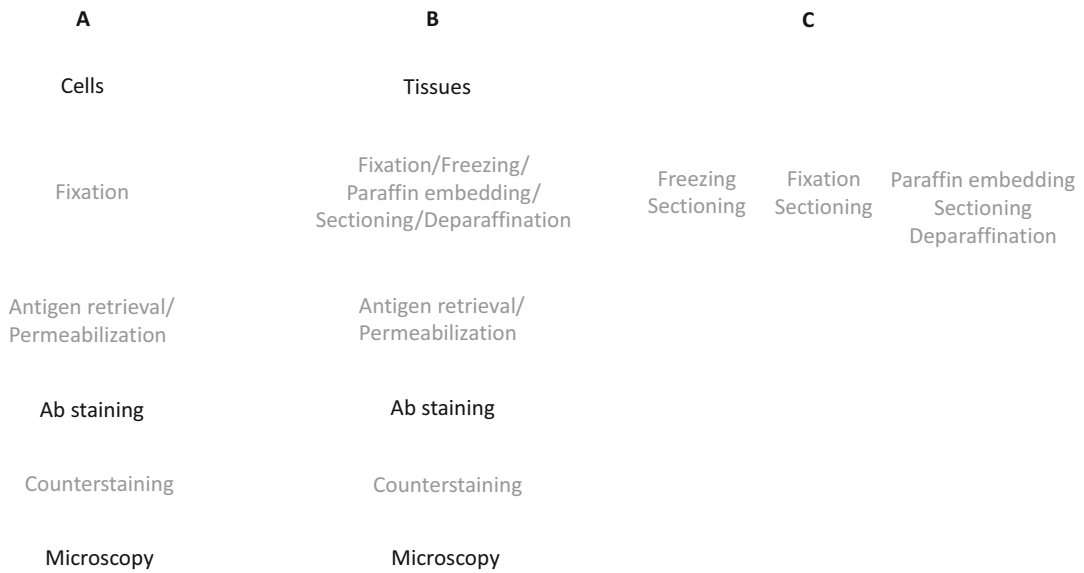 A
B
C
Cells
Tissues
Fixation
Fixation/Freezing/
Paraffin embedding/
Sectioning/Deparaffination
Freezing
Sectioning
Fixation
Sectioning
Paraffin embedding
Sectioning
Deparaffination
Antigen retrieval/
Permeabilization
Antigen retrieval/
Permeabilization
Ab staining
Ab staining
Counterstaining
Counterstaining
Microscopy
Microscopy